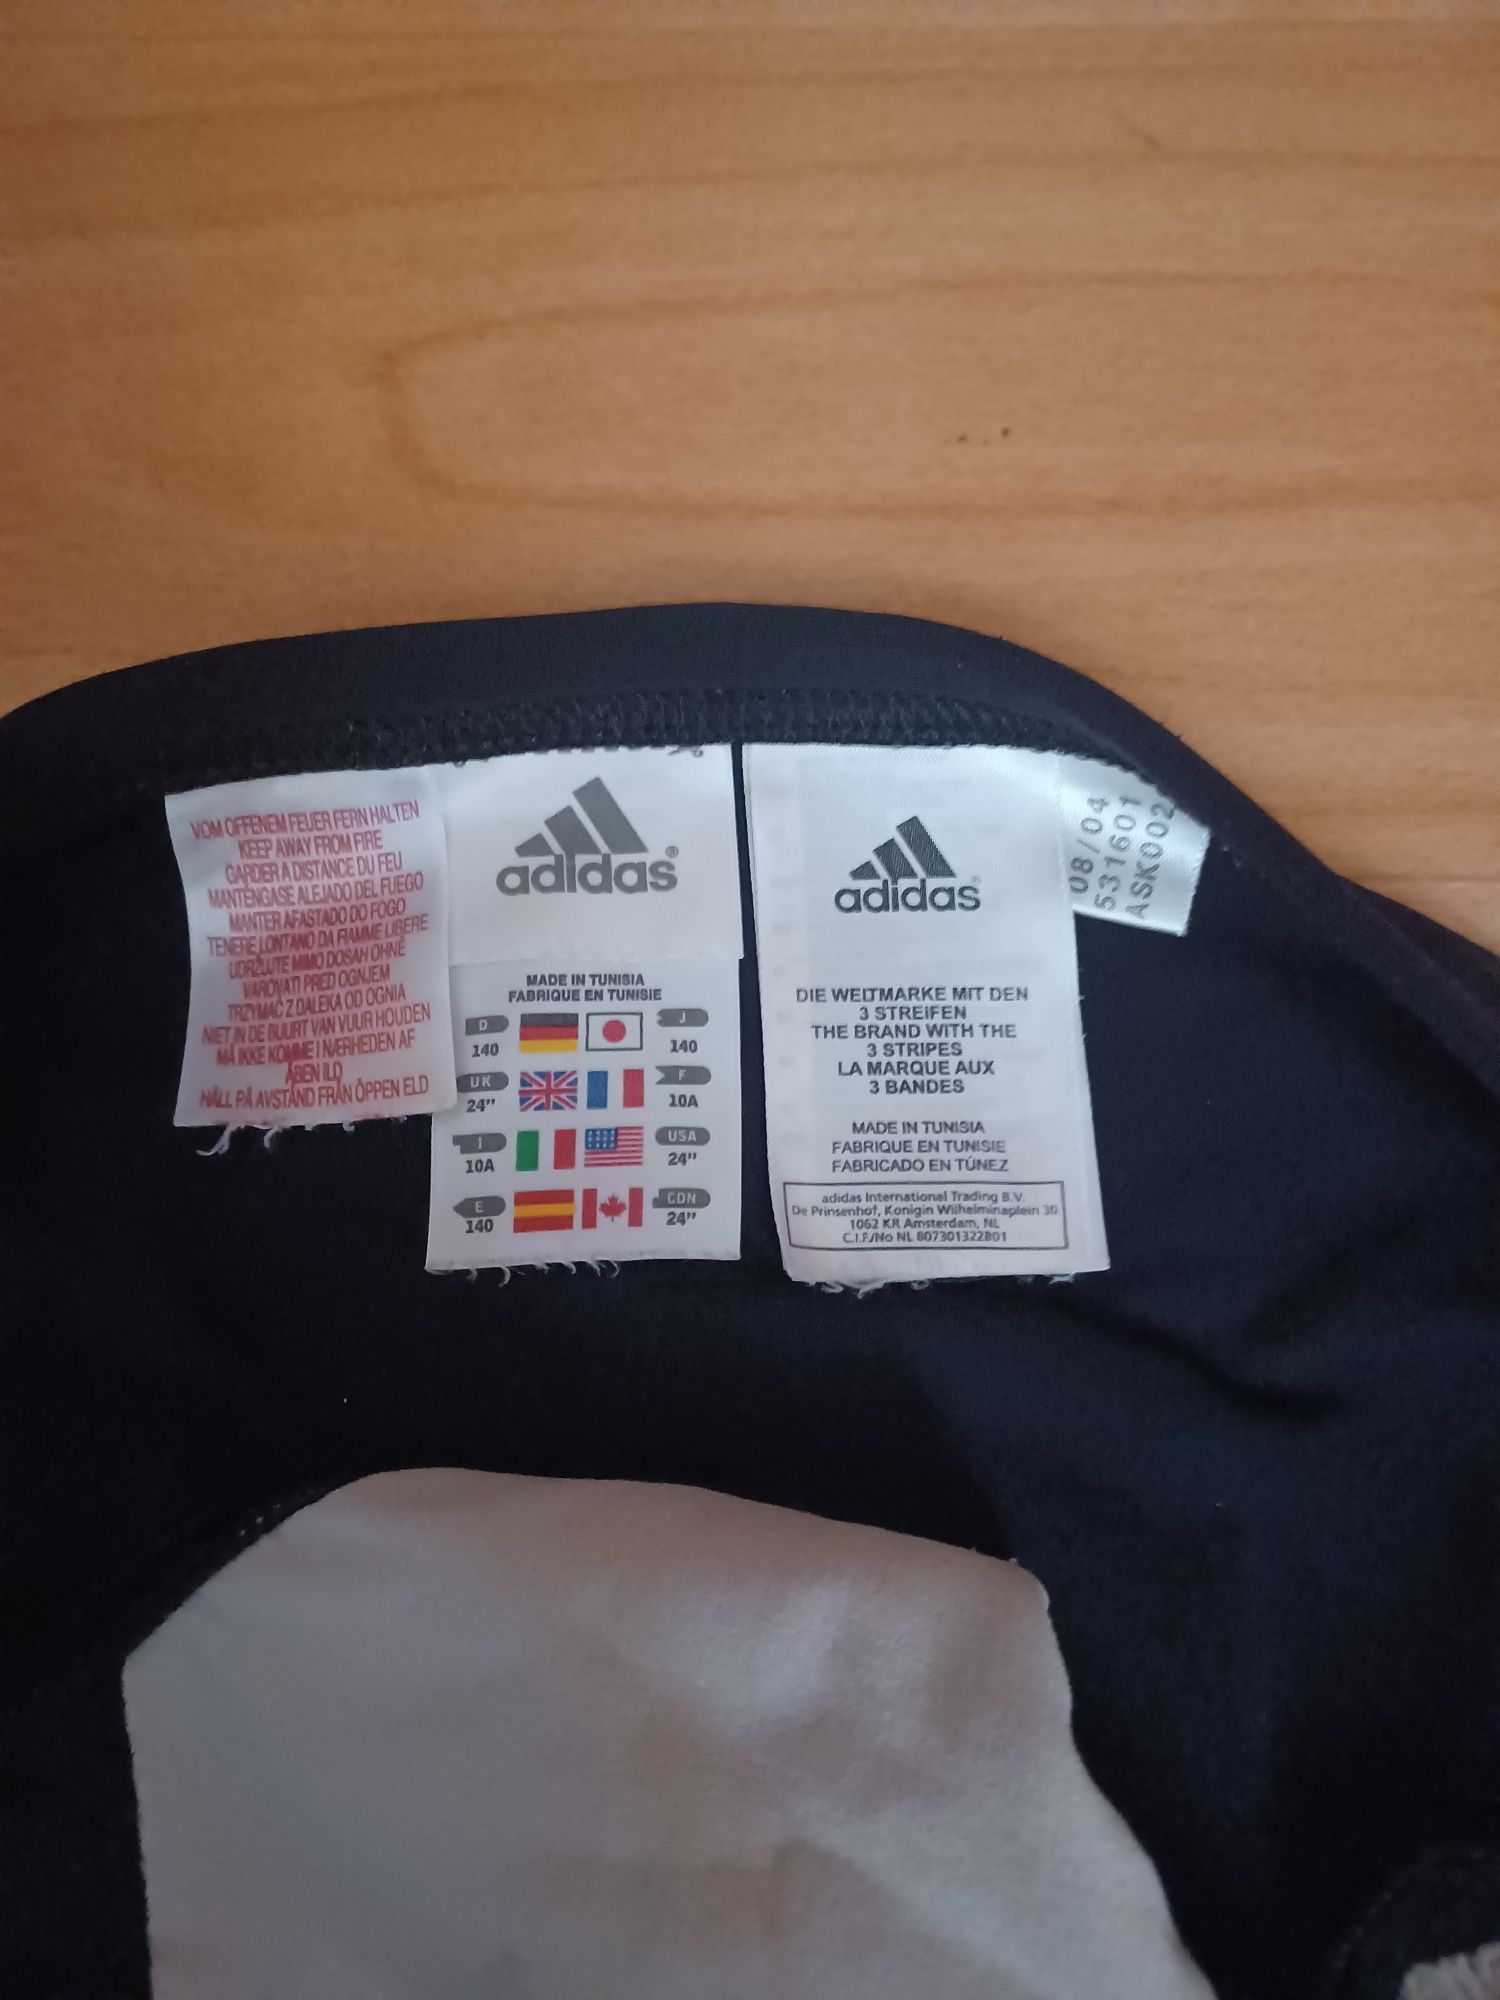 VOM OFFENEM FEUER FERN HALTEN
KEEP AWAY FROM FIRE
GARDER A DISTANCE DU FEU
MANTÉNGASE ALEJADO DEL FUEGO
MANTER AFASTADO DO FOGO
TENERE LONTANO DA FIAMME LIBERE
UDRŽUJTE MIMO DOSAH OHNĚ
VAROVATI PRED OGNJEM
TRZYMAĆ Z DALEKA OD OGNIA
NIET IN DE BUURT VAN VUUR HOUDEN
MÅ IKKE KOMME I NÆRHEDEN AF
ÅBEN ILD
HÅLL PÅ AVSTÅND FRÅN ÖPPEN ELD
adidas®
MADE IN TUNISIA
FABRIQUE EN TUNISIE
D J
140 140
UK F
24" 10A
I USA
10A 24"
E CDN
140 24"
adidas
DIE WELTMARKE MIT DEN
3 STREIFEN
THE BRAND WITH THE
3 STRIPES
LA MARQUE AUX
3 BANDES
MADE IN TUNISIA
FABRIQUE EN TUNISIE
FABRICADO EN TÚNEZ
adidas International Trading B.V.
De Prinsenhof, Konigin Wilhelminaplein 30
1062 KR Amsterdam, NL
C.I.F./No NL 807301322B01
08/04
531601
ASK002